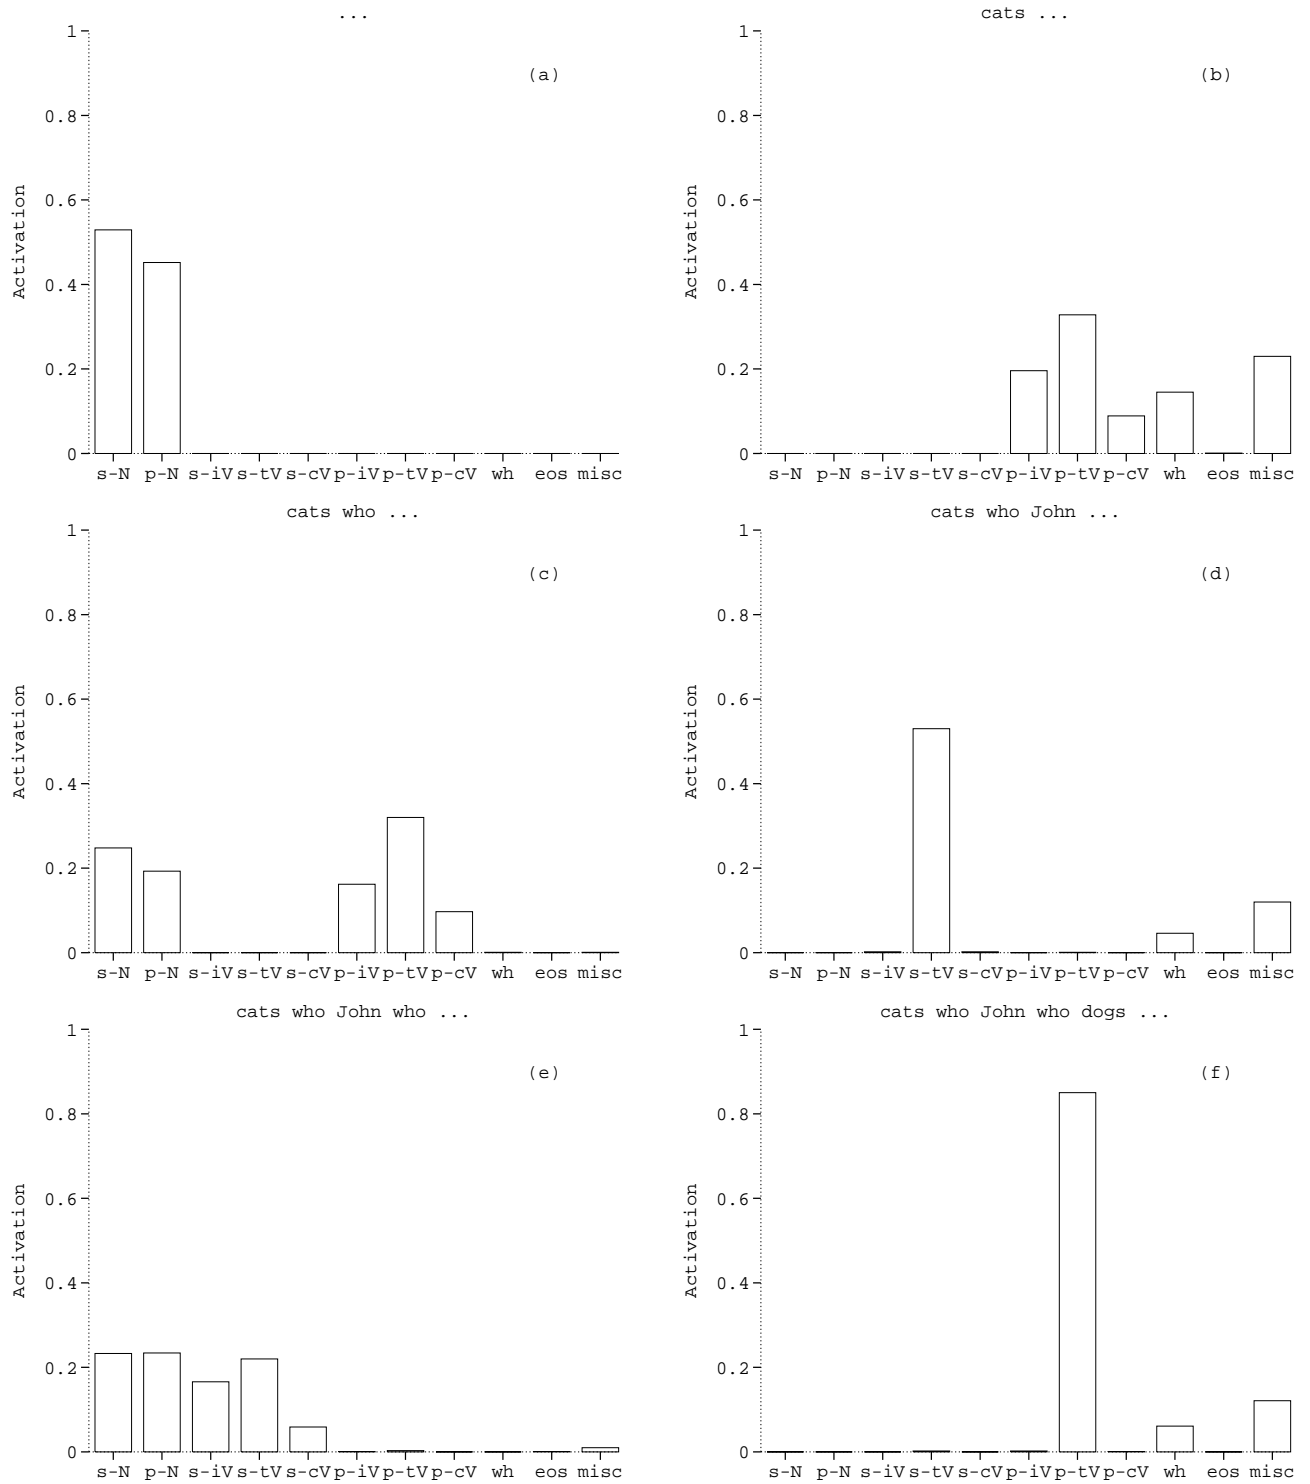 ...
(a)
Activation
1
0.8
0.6
0.4
0.2
0
s-N p-N s-iV s-tV s-cV p-iV p-tV p-cV wh eos misc
cats ...
(b)
Activation
1
0.8
0.6
0.4
0.2
0
s-N p-N s-iV s-tV s-cV p-iV p-tV p-cV wh eos misc
cats who ...
(c)
Activation
1
0.8
0.6
0.4
0.2
0
s-N p-N s-iV s-tV s-cV p-iV p-tV p-cV wh eos misc
cats who John ...
(d)
Activation
1
0.8
0.6
0.4
0.2
0
s-N p-N s-iV s-tV s-cV p-iV p-tV p-cV wh eos misc
cats who John who ...
(e)
Activation
1
0.8
0.6
0.4
0.2
0
s-N p-N s-iV s-tV s-cV p-iV p-tV p-cV wh eos misc
cats who John who dogs ...
(f)
Activation
1
0.8
0.6
0.4
0.2
0
s-N p-N s-iV s-tV s-cV p-iV p-tV p-cV wh eos misc